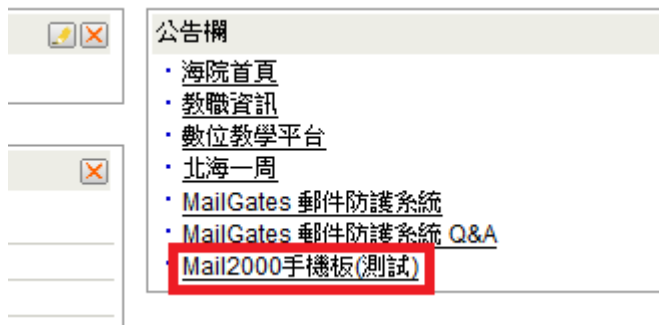 公告欄
海院首頁
教職資訊
數位教學平台
北海一周
MailGates 郵件防護系統
MailGates 郵件防護系統 Q&A
Mail2000手機板(測試)